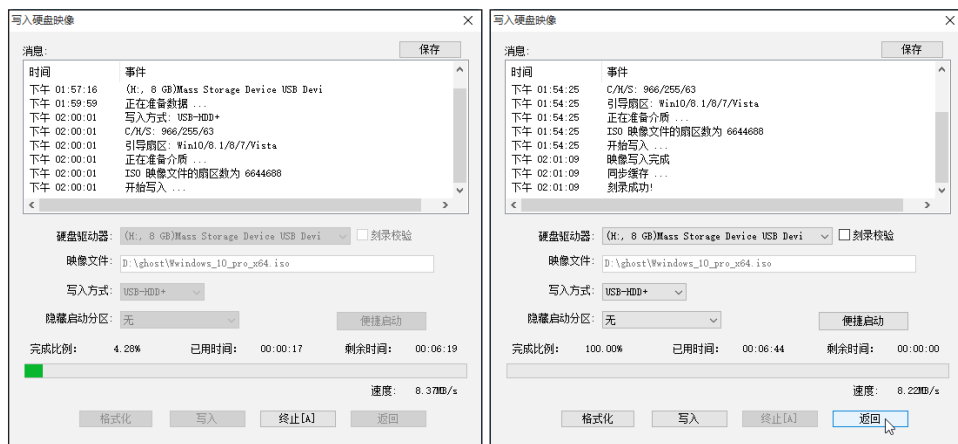 写入硬盘映像
消息:
保存
时间 事件
下午 01:57:16 (H:, 8 GB)Mass Storage Device USB Devi
下午 01:59:59 正在准备数据 ...
下午 02:00:01 写入方式: USB-HDD+
下午 02:00:01 C/H/S: 966/255/63
下午 02:00:01 引导扇区: Win10/8.1/8/7/Vista
下午 02:00:01 正在准备介质 ...
下午 02:00:01 ISO 映像文件的扇区数为 6644688
下午 02:00:01 开始写入 ...
硬盘驱动器: (H:, 8 GB)Mass Storage Device USB Devi 刻录校验
映像文件: D:\ghost\Wwindows_10_pro_x64.iso
写入方式: USB-HDD+
隐藏启动分区: 无 便捷启动
完成比例: 4.28% 已用时间: 00:00:17 剩余时间: 00:06:19
速度: 8.37MB/s
格式化 写入 终止[A] 返回
写入硬盘映像
消息:
保存
时间 事件
下午 01:54:25 C/H/S: 966/255/63
下午 01:54:25 引导扇区: Win10/8.1/8/7/Vista
下午 01:54:25 正在准备介质 ...
下午 01:54:25 ISO 映像文件的扇区数为 6644688
下午 01:54:25 开始写入 ...
下午 02:01:09 映像写入完成
下午 02:01:09 同步缓存 ...
下午 02:01:09 刻录成功!
硬盘驱动器: (H:, 8 GB)Mass Storage Device USB Devi 刻录校验
映像文件: D:\ghost\Wwindows_10_pro_x64.iso
写入方式: USB-HDD+
隐藏启动分区: 无 便捷启动
完成比例: 100.00% 已用时间: 00:06:44 剩余时间: 00:00:00
速度: 8.22MB/s
格式化 写入 终止[A] 返回